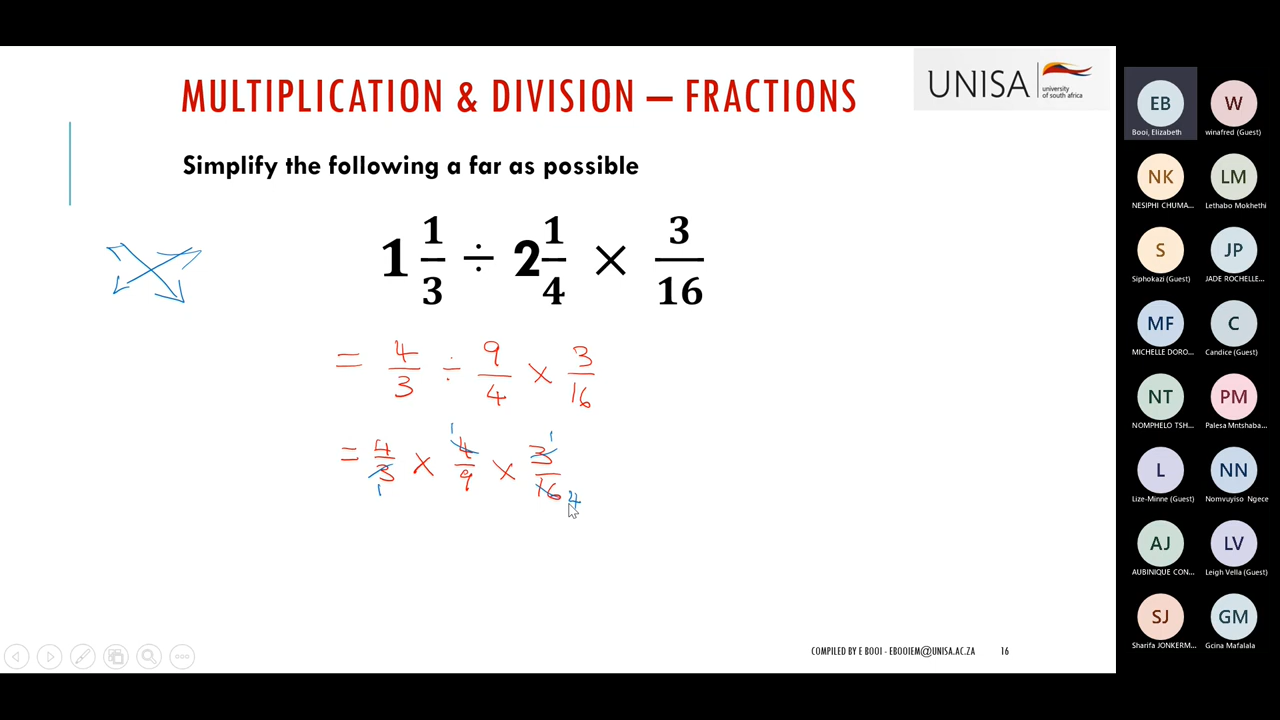 MULTIPLICATION & DIVISION – FRACTIONS
UNISA
university
of south africa
Simplify the following a far as possible
1 1/3 ÷ 2 1/4 × 3/16
= 4/3 ÷ 9/4 × 3/16
= 4/3 × 4/9 × 3/16
1 1 1 4
COMPILED BY E BOOI - EBOOIEM@UNISA.AC.ZA 16
EB W
Booi, Elizabeth winafred (Guest)
NK LM
NESIPHI CHUMA... Lethabo Mokhethi
S JP
Siphokazi (Guest) JADE ROCHELLE...
MF C
MICHELLE DORO... Candice (Guest)
NT PM
NOMPHELO TSH... Palesa Mntshaba...
L NN
Lize-Minne (Guest) Nomvuyiso Ngece
AJ LV
AUBINIQUE CON... Leigh Vella (Guest)
SJ GM
Sharifa JONKERM... Gcina Mafalala